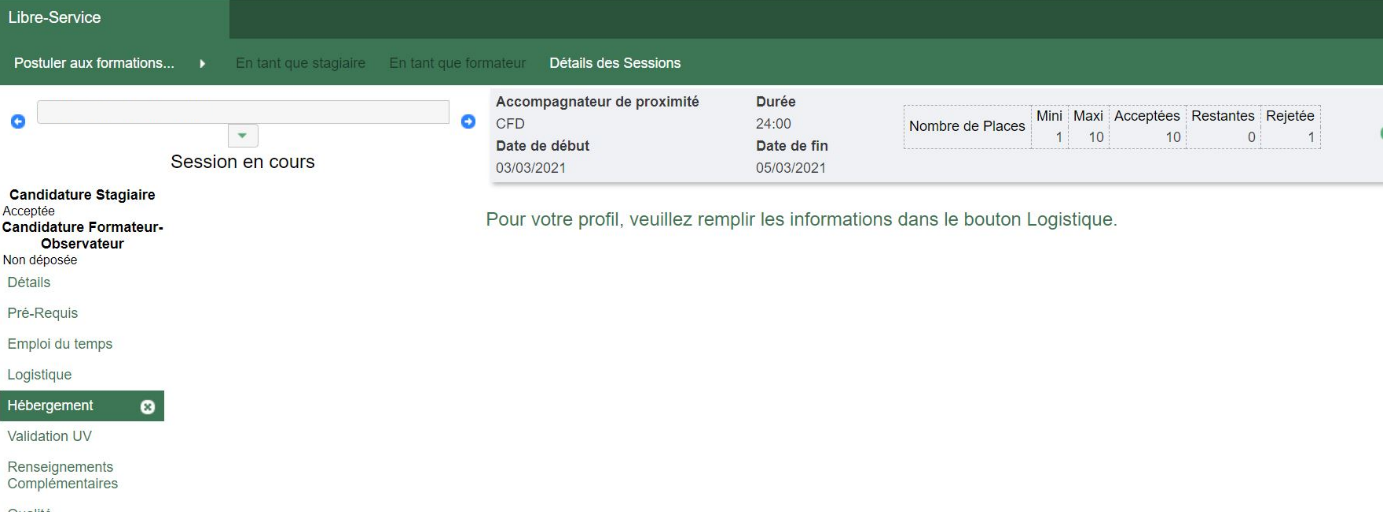 Libre-Service
Postuler aux formations... En tant que stagiaire En tant que formateur Détails des Sessions
Session en cours
Candidature Stagiaire
Acceptée
Candidature Formateur-
Observateur
Non déposée
Détails
Pré-Requis
Emploi du temps
Logistique
Hébergement
Validation UV
Renseignements
Complémentaires
Qualité
Accompagnateur de proximité Durée
CFD 24:00
Date de début Date de fin
03/03/2021 05/03/2021
Nombre de Places Mini Maxi Acceptées Restantes Rejetée
1 10 10 0 1
Pour votre profil, veuillez remplir les informations dans le bouton Logistique.